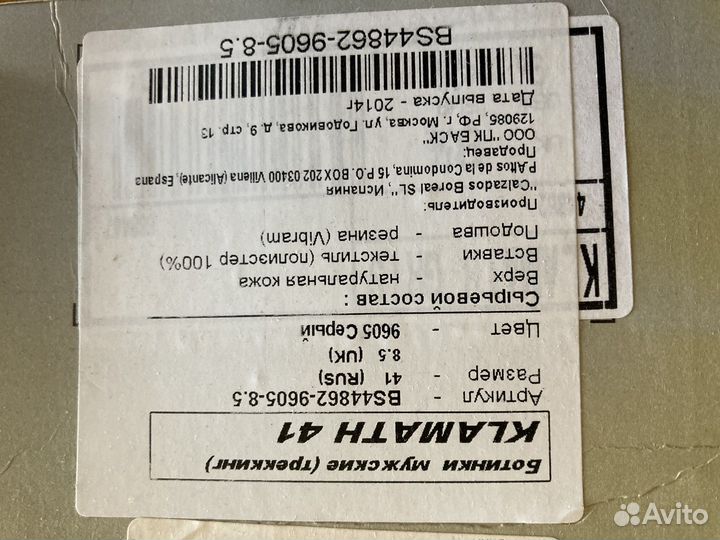 Ботинки мужские (треккинг)
KLAMATH 41
Артикул - BS44862-9605-8.5
Размер - 41 (RUS)
8.5 (UK)
Цвет - 9605 Серый
Сырьевой состав :
Верх - натуральная кожа
Вставки - текстиль (полиэстер 100%)
Подошва - резина (Vibram)
Производитель:
"Calzados Boreal SL", Испания
P.Altos de la Condomina, 15 P.O. BOX 202 03400 Villena (Alicante), Espana
Продавец:
ООО "ПК БАСК"
129085, РФ, г. Москва, ул. Годовикова, д. 9, стр. 13
Дата выпуска - 2014г
BS44862-9605-8.5
K
4
Avito